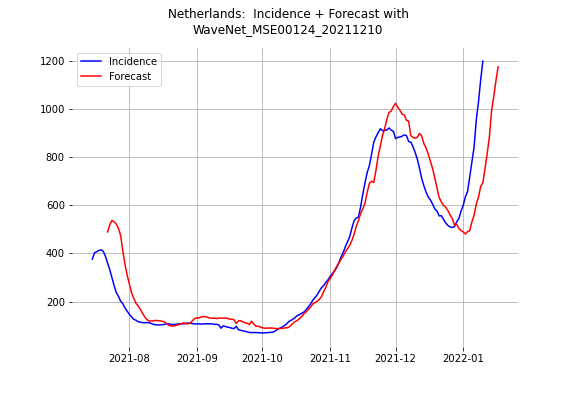 Netherlands:  Incidence + Forecast with
WaveNet_MSE00124_20211210
Incidence
Forecast
1200
1000
800
600
400
200
2021-08 2021-09 2021-10 2021-11 2021-12 2022-01